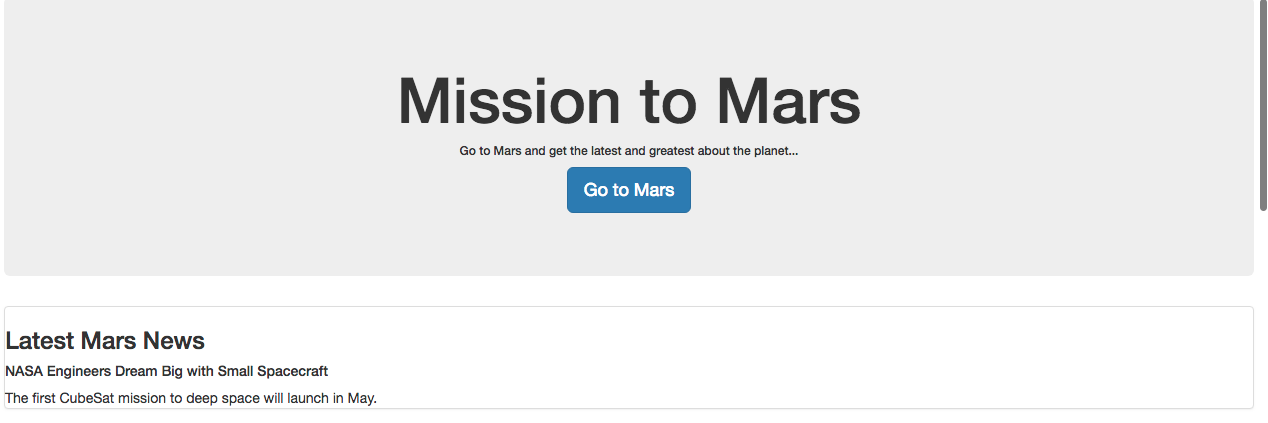 Mission to Mars
Go to Mars and get the latest and greatest about the planet...
Go to Mars
Latest Mars News
NASA Engineers Dream Big with Small Spacecraft
The first CubeSat mission to deep space will launch in May.